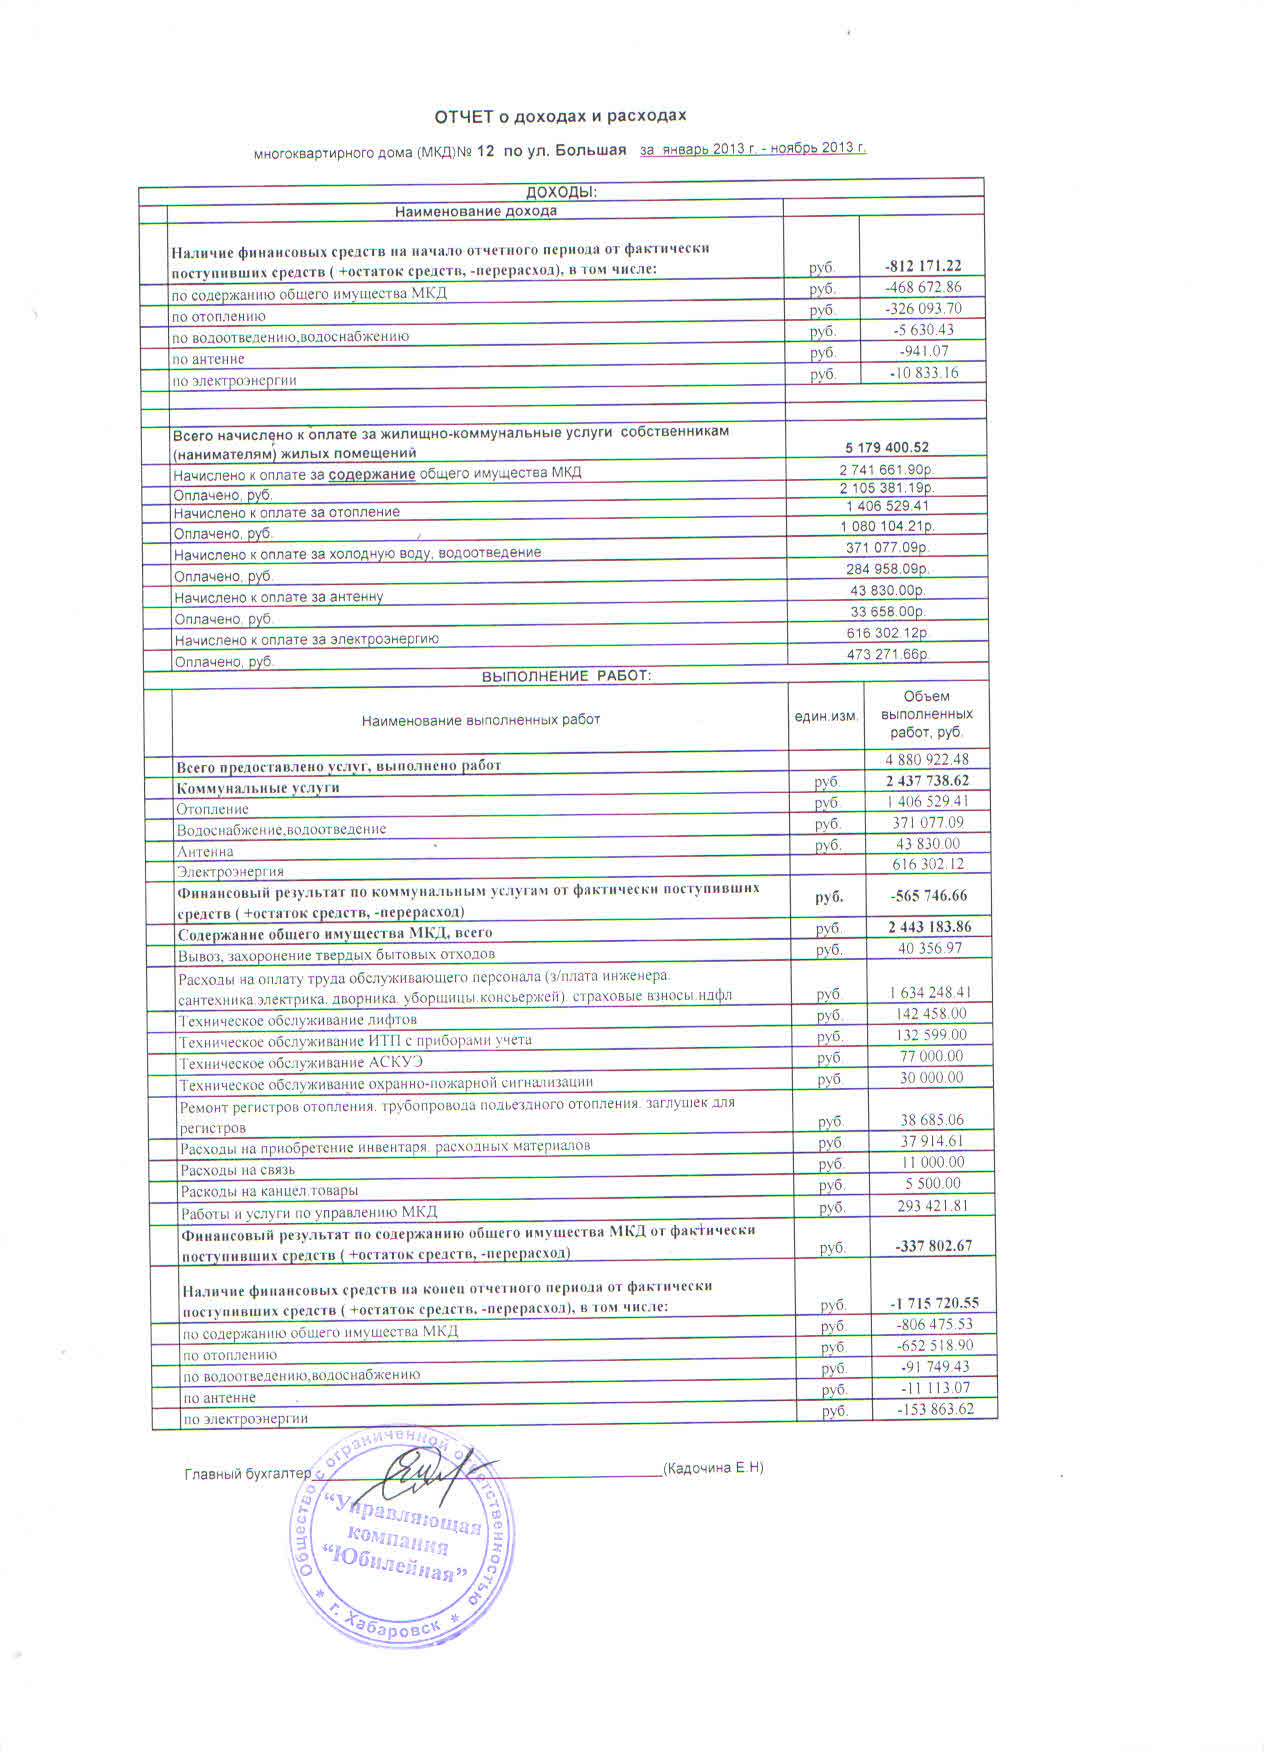 ОТЧЕТ о доходах и расходах
многоквартирного дома (МКД)№ 12 по ул. Большая за январь 2013 г. - ноябрь 2013 г.
ДОХОДЫ:
Наименование дохода
Наличие финансовых средств на начало отчетного периода от фактически
поступивших средств ( +остаток средств, -перерасход), в том числе: руб. -812 171.22
по содержанию общего имущества МКД руб. -468 672.86
по отоплению руб. -326 093.70
по водоотведению,водоснабжению руб. -5 630.43
по антенне руб. -941.07
по электроэнергии руб. -10 833.16
Всего начислено к оплате за жилищно-коммунальные услуги собственникам
(нанимателям) жилых помещений 5 179 400.52
Начислено к оплате за содержание общего имущества МКД 2 741 661.90р.
Оплачено, руб. 2 105 381.19р.
Начислено к оплате за отопление 1 406 529.41
Оплачено, руб. 1 080 104.21р.
Начислено к оплате за холодную воду, водоотведение 371 077.09р.
Оплачено, руб. 284 958.09р.
Начислено к оплате за антенну 43 830.00р.
Оплачено, руб. 33 658.00р.
Начислено к оплате за электроэнергию 616 302.12р.
Оплачено, руб. 473 271.66р.
ВЫПОЛНЕНИЕ РАБОТ:
Наименование выполненных работ един.изм. Объем
выполненных
работ, руб.
Всего предоставлено услуг, выполнено работ 4 880 922.48
Коммунальные услуги руб. 2 437 738.62
Отопление руб. 1 406 529.41
Водоснабжение,водоотведение руб. 371 077.09
Антенна руб. 43 830.00
Электроэнергия 616 302.12
Финансовый результат по коммунальным услугам от фактически поступивших
средств ( +остаток средств, -перерасход) руб. -565 746.66
Содержание общего имущества МКД, всего руб. 2 443 183.86
Вывоз, захоронение твердых бытовых отходов руб. 40 356.97
Расходы на оплату труда обслуживающего персонала (з/плата инженера,
сантехника,электрика, дворника, уборщицы,консьержей), страховые взносы,ндфл руб. 1 634 248.41
Техническое обслуживание лифтов руб. 142 458.00
Техническое обслуживание ИТП с приборами учета руб. 132 599.00
Техническое обслуживание АСКУЭ руб. 77 000.00
Техническое обслуживание охранно-пожарной сигнализации руб. 30 000.00
Ремонт регистров отопления, трубопровода подьездного отопления, заглушек для
регистров руб. 38 685.06
Расходы на приобретение инвентаря, расходных материалов руб. 37 914.61
Расходы на связь руб. 11 000.00
Раскоды на канцел.товары руб. 5 500.00
Работы и услуги по управлению МКД руб. 293 421.81
Финансовый результат по содержанию общего имущества МКД от фактически
поступивших средств ( +остаток средств, -перерасход) руб. -337 802.67
Наличие финансовых средств на конец отчетного периода от фактически
поступивших средств ( +остаток средств, -перерасход), в том числе: руб. -1 715 720.55
по содержанию общего имущества МКД руб. -806 475.53
по отоплению руб. -652 518.90
по водоотведению,водоснабжению руб. -91 749.43
по антенне руб. -11 113.07
по электроэнергии руб. -153 863.62
Главный бухгалтер (Кадочина Е.Н)
Общество с ограниченной ответственностью
“Управляющая
компания
“Юбилейная”
* г. Хабаровск *